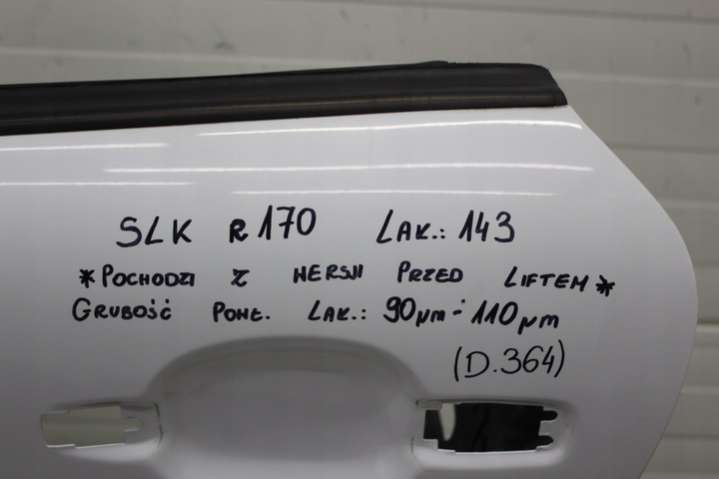 SLK R170 LAK.: 143
*POCHODZI Z WERSJI PRZED LIFTEM*
GRUBOŚĆ POWŁ. LAK.: 90µm÷110µm
(D.364)